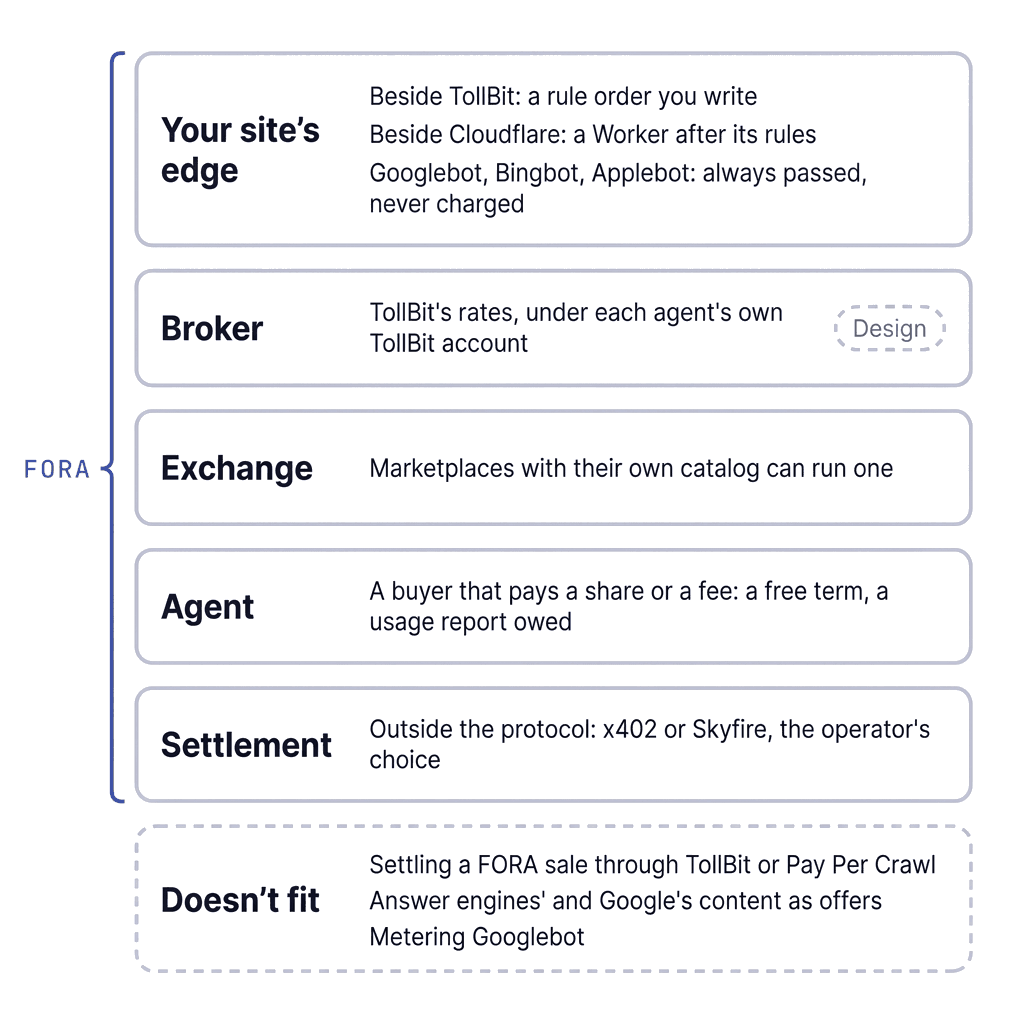 Your site’s
edge
Beside TollBit: a rule order you write
Beside Cloudflare: a Worker after its rules
Googlebot, Bingbot, Applebot: always passed,
never charged
Broker
TollBit's rates, under each agent's own
TollBit account
Design
FORA
Exchange
Marketplaces with their own catalog can run one
Agent
A buyer that pays a share or a fee: a free term, a
usage report owed
Settlement
Outside the protocol: x402 or Skyfire, the operator's
choice
Doesn’t fit
Settling a FORA sale through TollBit or Pay Per Crawl
Answer engines' and Google's content as offers
Metering Googlebot